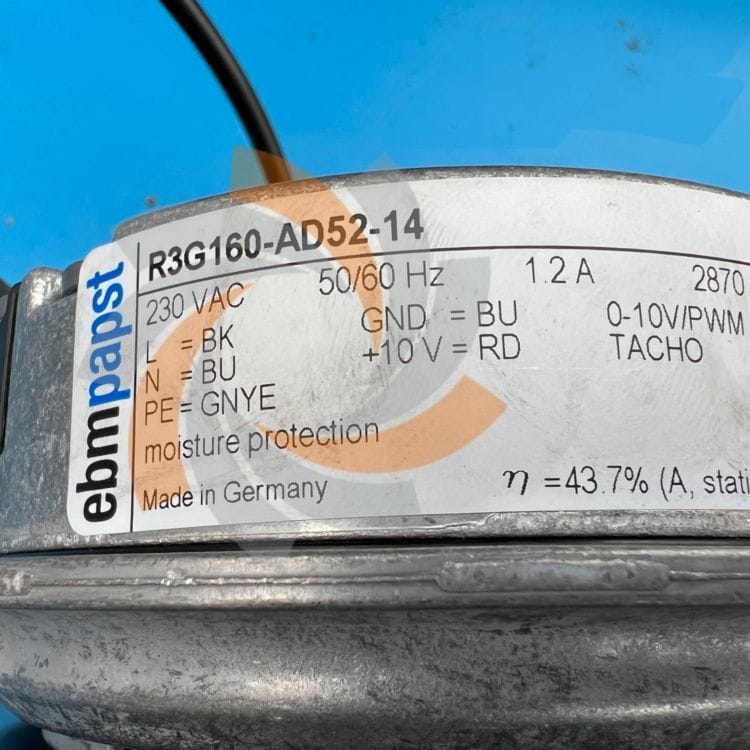 ebmpapst
R3G160-AD52-14
230 VAC 50/60 Hz 1.2 A 2870
L = BK GND = BU 0-10V/PWM
N = BU +10 V = RD TACHO
PE = GNYE
moisture protection
Made in Germany η =43.7% (A, stati